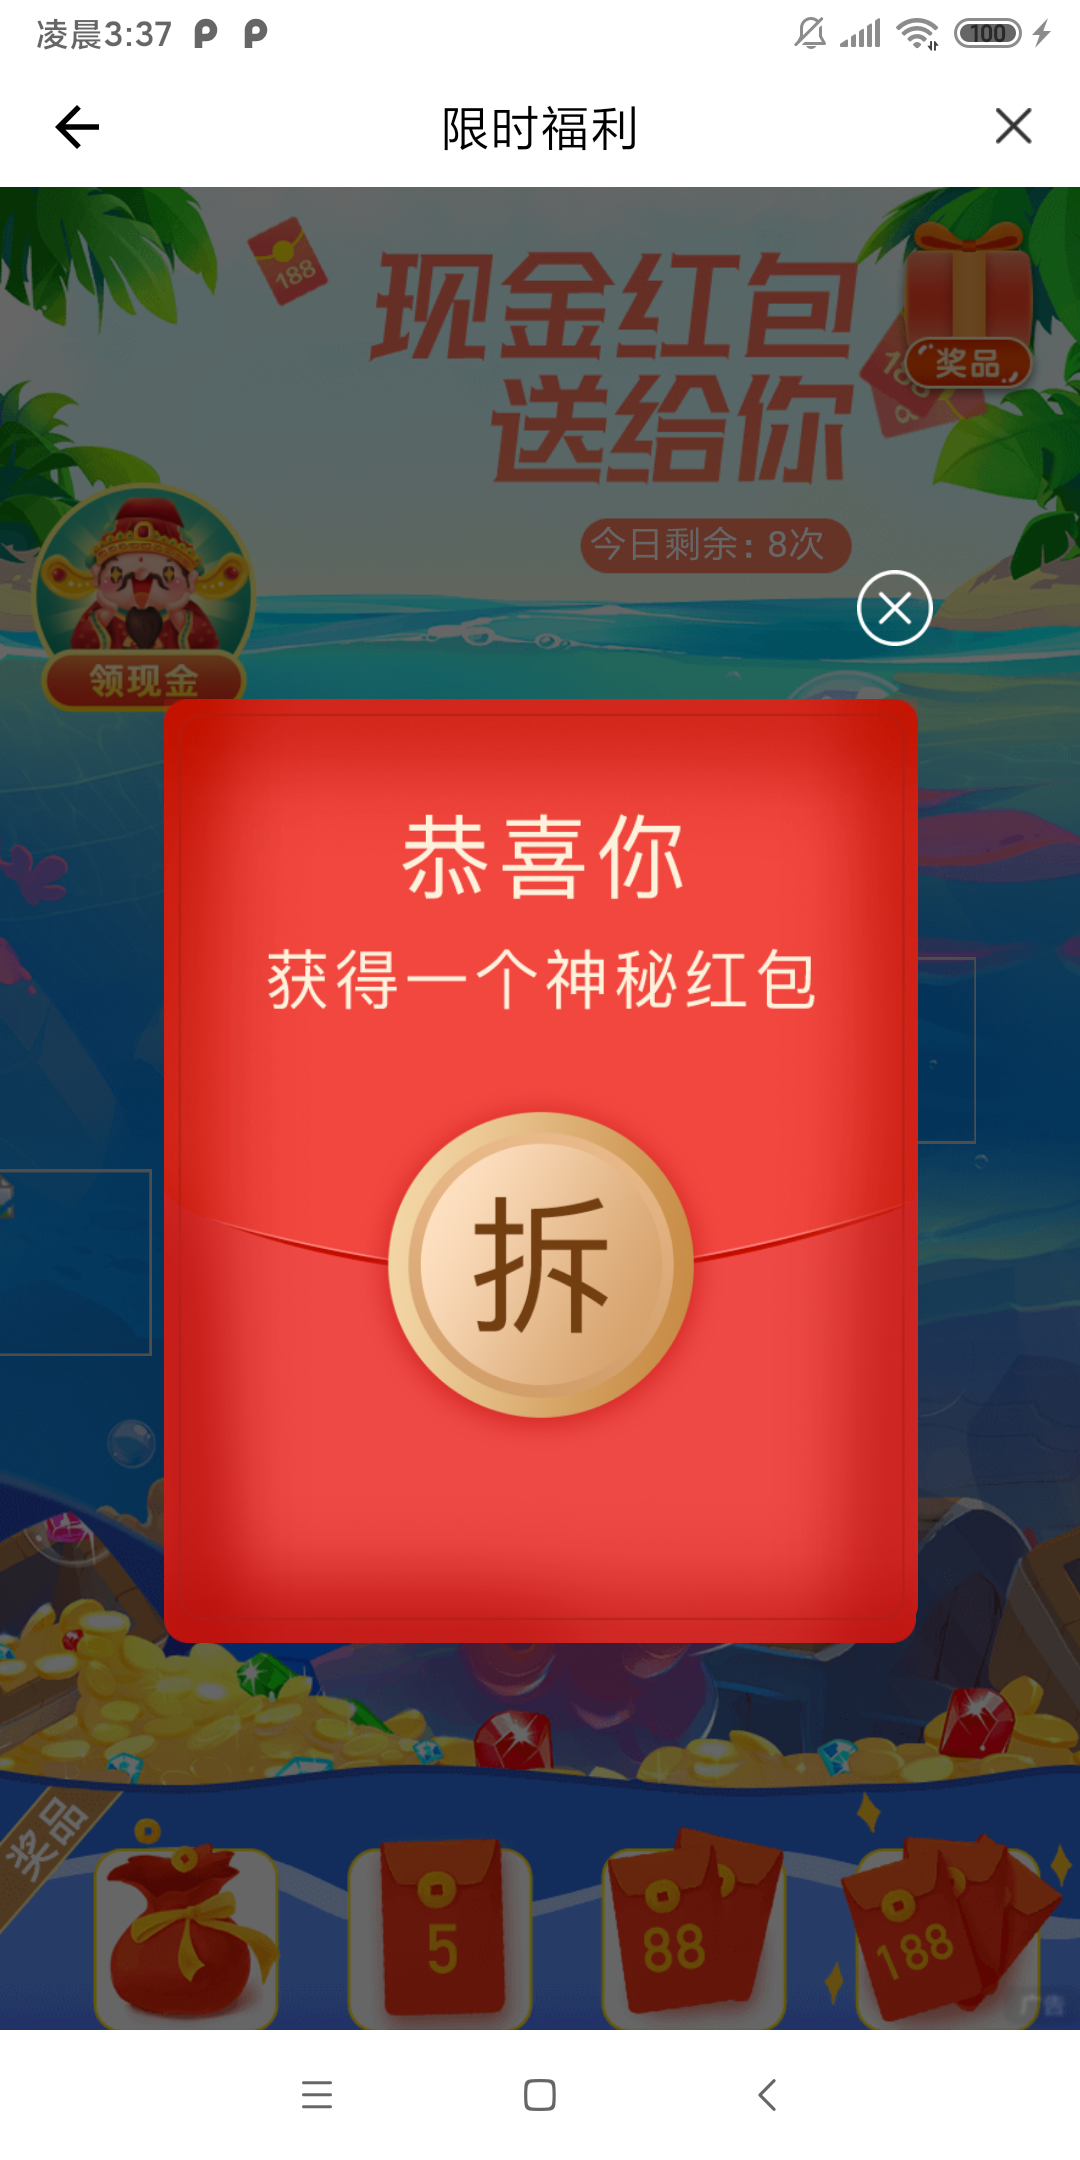 凌晨3:37
100
限时福利
188
现金红包
送给你
奖品
今日剩余: 8次
领现金
恭喜你
获得一个神秘红包
拆
奖品
5
88
188
广告